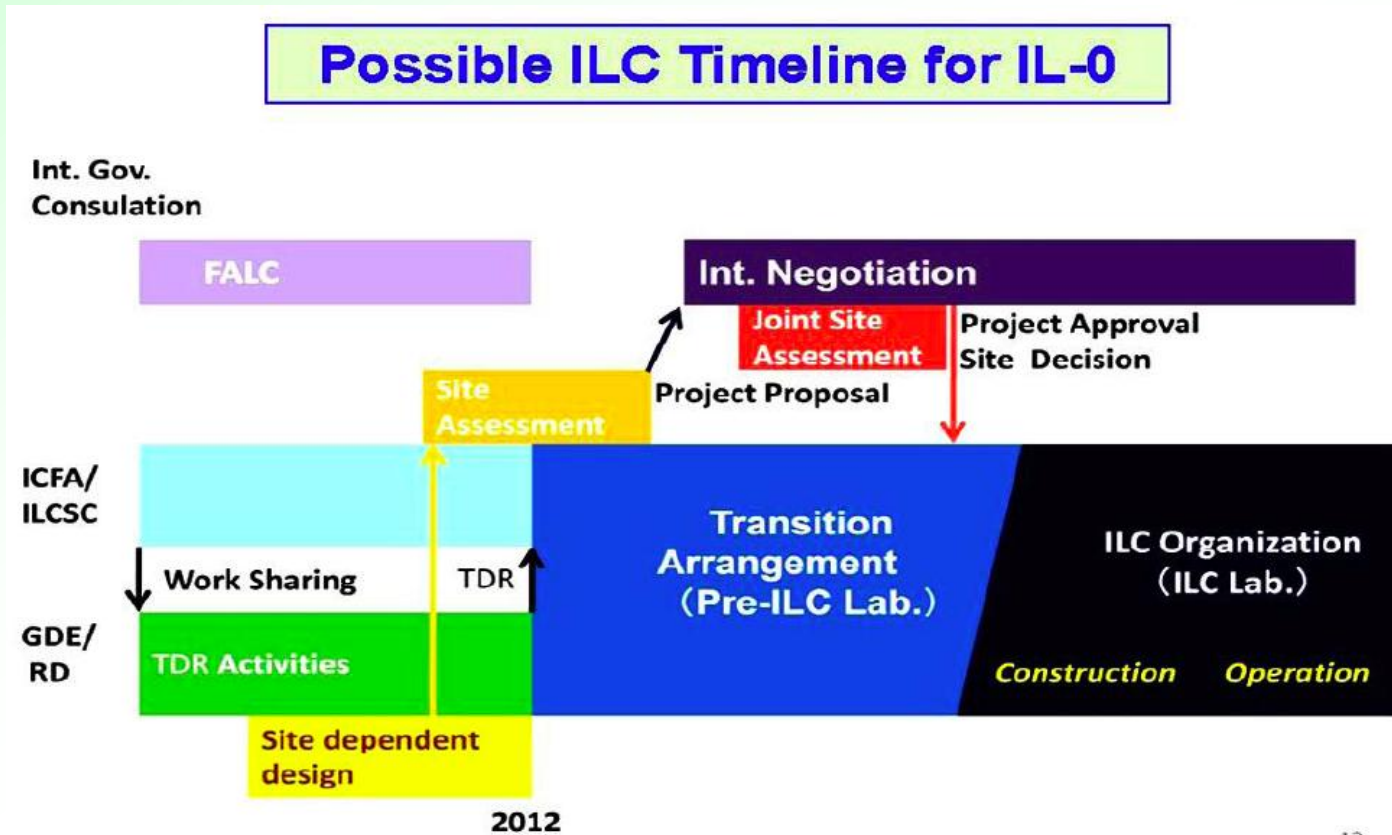 Possible ILC Timeline for IL-0
Int. Gov.
Consulation
FALC
Int. Negotiation
Joint Site
Assessment
Project Approval
Site Decision
Site
Assessment
Project Proposal
ICFA/
ILCSC
Transition
Arrangement
(Pre-ILC Lab.)
ILC Organization
(ILC Lab.)
Work Sharing
TDR
GDE/
RD
TDR Activities
Construction
Operation
Site dependent
design
2012